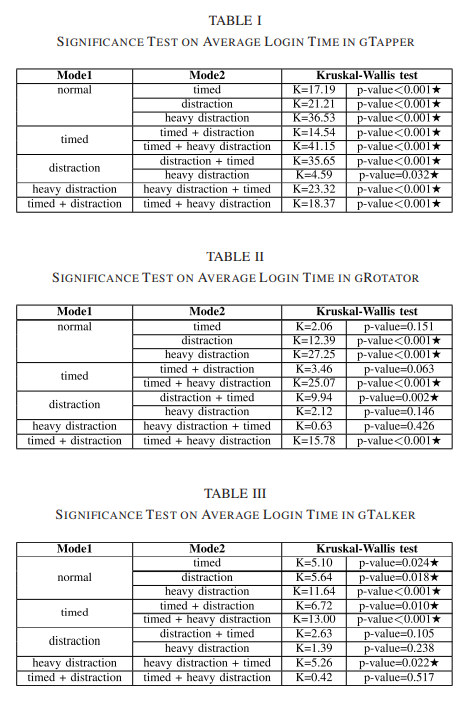 TABLE I
SIGNIFICANCE TEST ON AVERAGE LOGIN TIME IN GTAPPER
Mode1 Mode2 Kruskal-Wallis test
normal timed K=17.19 p-value<0.001★
distraction K=21.21 p-value<0.001★
heavy distraction K=36.53 p-value<0.001★
timed timed + distraction K=14.54 p-value<0.001★
timed + heavy distraction K=41.15 p-value<0.001★
distraction distraction + timed K=35.65 p-value<0.001★
heavy distraction K=4.59 p-value=0.032★
heavy distraction heavy distraction + timed K=23.32 p-value<0.001★
timed + distraction timed + heavy distraction K=18.37 p-value<0.001★
TABLE II
SIGNIFICANCE TEST ON AVERAGE LOGIN TIME IN GROTATOR
Mode1 Mode2 Kruskal-Wallis test
normal timed K=2.06 p-value=0.151
distraction K=12.39 p-value<0.001★
heavy distraction K=27.25 p-value<0.001★
timed timed + distraction K=3.46 p-value=0.063
timed + heavy distraction K=25.07 p-value<0.001★
distraction distraction + timed K=9.94 p-value=0.002★
heavy distraction K=2.12 p-value=0.146
heavy distraction heavy distraction + timed K=0.63 p-value=0.426
timed + distraction timed + heavy distraction K=15.78 p-value<0.001★
TABLE III
SIGNIFICANCE TEST ON AVERAGE LOGIN TIME IN GTALKER
Mode1 Mode2 Kruskal-Wallis test
normal timed K=5.10 p-value=0.024★
distraction K=5.64 p-value=0.018★
heavy distraction K=11.64 p-value<0.001★
timed timed + distraction K=6.72 p-value=0.010★
timed + heavy distraction K=13.00 p-value<0.001★
distraction distraction + timed K=2.63 p-value=0.105
heavy distraction K=1.39 p-value=0.238
heavy distraction heavy distraction + timed K=5.26 p-value=0.022★
timed + distraction timed + heavy distraction K=0.42 p-value=0.517